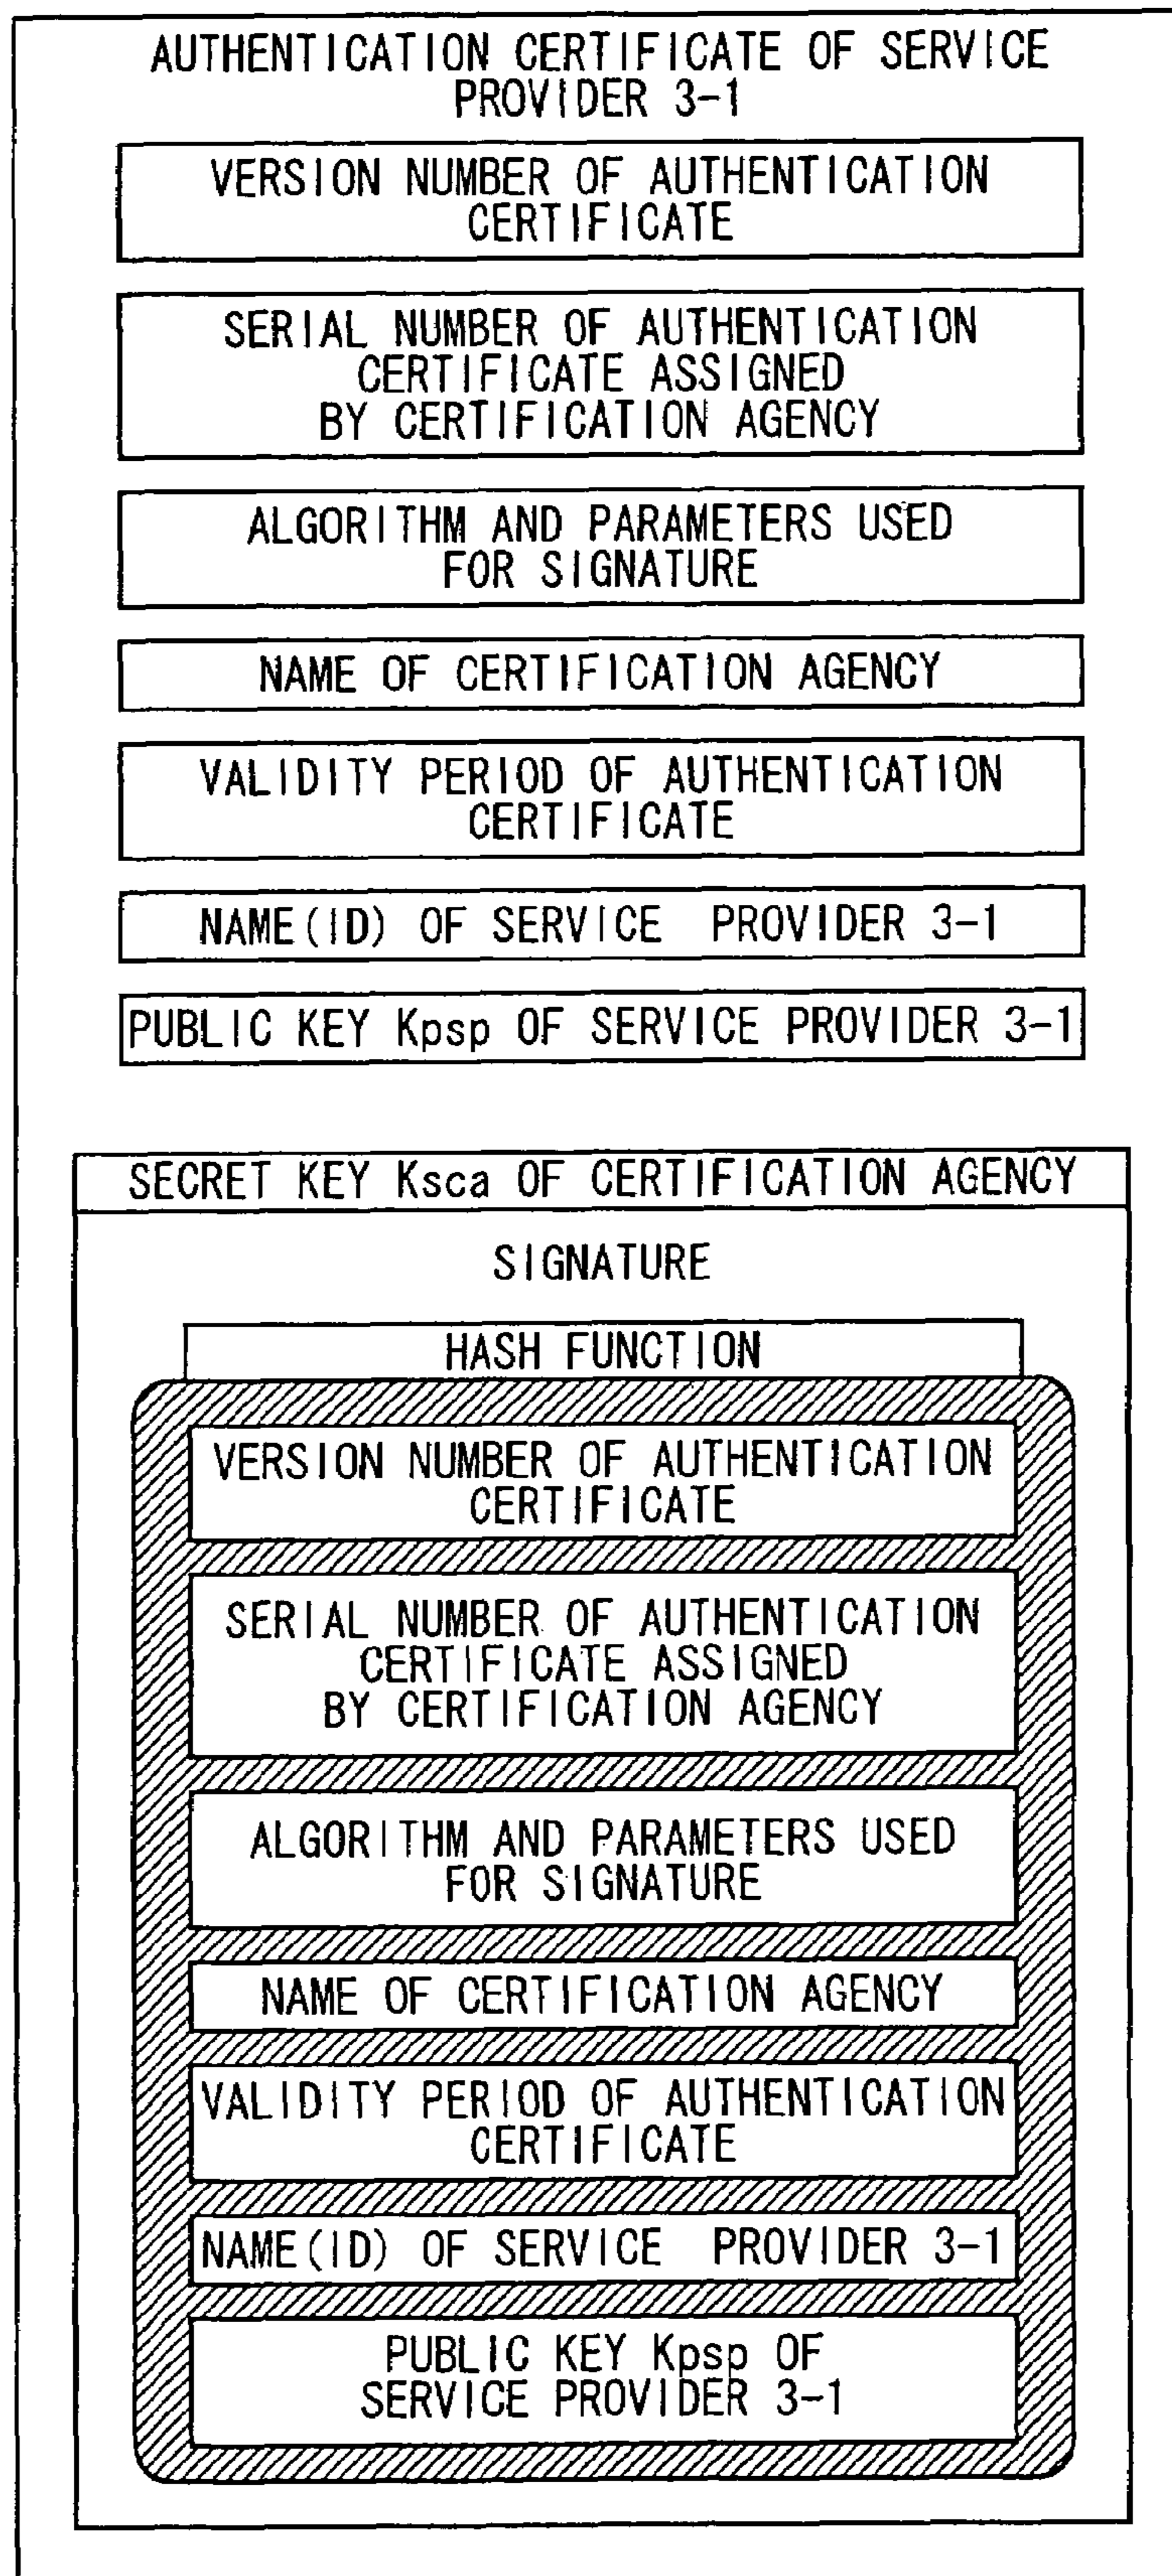 AUTHENTICATION CERTIFICATE OF SERVICE
PROVIDER 3-1
VERSION NUMBER OF AUTHENTICATION
CERTIFICATE
SERIAL NUMBER OF AUTHENTICATION
CERTIFICATE ASSIGNED
BY CERTIFICATION AGENCY
ALGORITHM AND PARAMETERS USED
FOR SIGNATURE
NAME OF CERTIFICATION AGENCY
VALIDITY PERIOD OF AUTHENTICATION
CERTIFICATE
NAME(ID) OF SERVICE PROVIDER 3-1
PUBLIC KEY Kpsp OF SERVICE PROVIDER 3-1
SECRET KEY Ksca OF CERTIFICATION AGENCY
SIGNATURE
HASH FUNCTION
VERSION NUMBER OF AUTHENTICATION
CERTIFICATE
SERIAL NUMBER OF AUTHENTICATION
CERTIFICATE ASSIGNED
BY CERTIFICATION AGENCY
ALGORITHM AND PARAMETERS USED
FOR SIGNATURE
NAME OF CERTIFICATION AGENCY
VALIDITY PERIOD OF AUTHENTICATION
CERTIFICATE
NAME(ID) OF SERVICE PROVIDER 3-1
PUBLIC KEY Kpsp OF
SERVICE PROVIDER 3-1